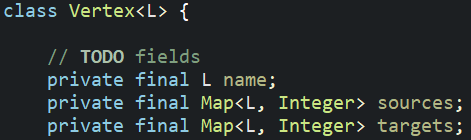 class Vertex<L> {
// TODO fields
private final L name;
private final Map<L, Integer> sources;
private final Map<L, Integer> targets;